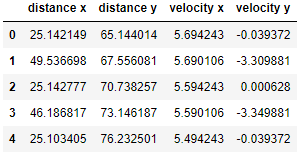 distance x distance y velocity x velocity y
0 25.142149 65.144014 5.694243 -0.039372
1 49.536698 67.556081 5.690106 -3.309881
2 25.142777 70.738257 5.594243 0.000628
3 46.186817 73.146187 5.590106 -3.349881
4 25.103405 76.232501 5.494243 -0.039372